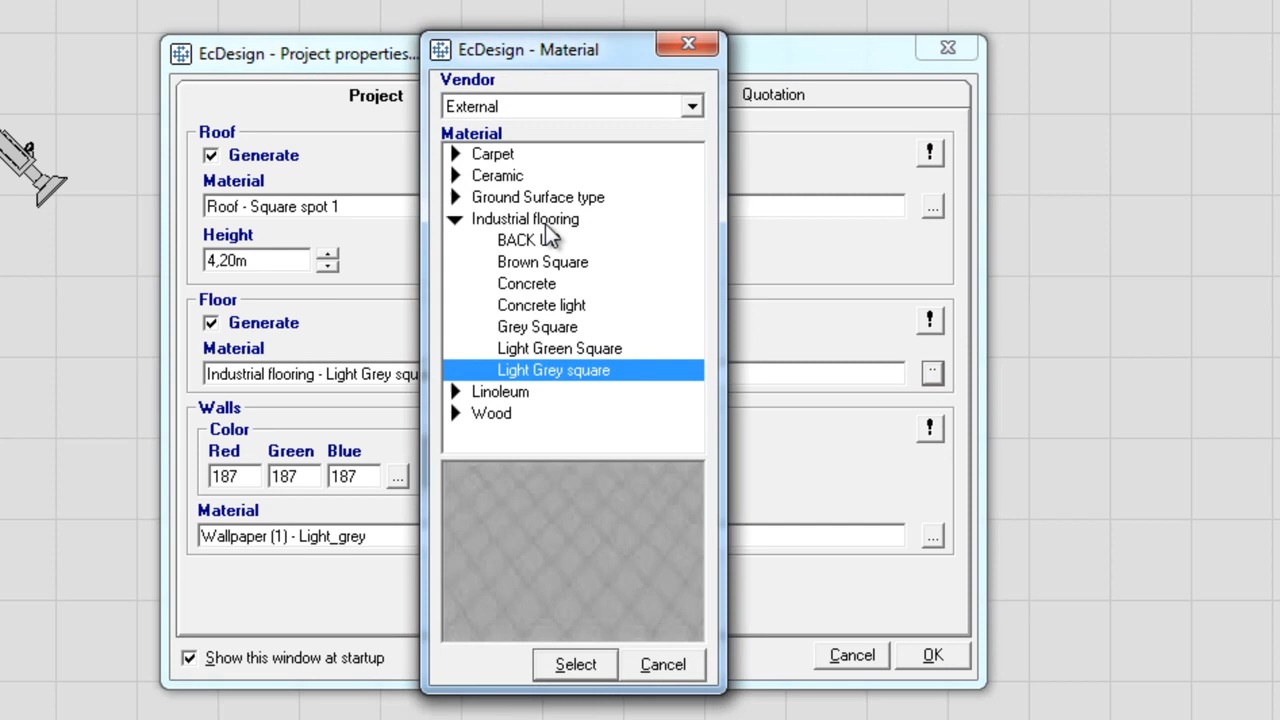 EcDesign - Project properties...
Project
Quotation
Roof
Generate
Material
Roof - Square spot 1
...
Height
4,20m
Floor
Generate
Material
Industrial flooring - Light Grey squ
Walls
Color
Red Green Blue
187 187 187 ...
Material
Wallpaper (1) - Light_grey
...
Show this window at startup
Cancel OK
EcDesign - Material
Vendor
External
Material
Carpet
Ceramic
Ground Surface type
Industrial flooring
BACK
Brown Square
Concrete
Concrete light
Grey Square
Light Green Square
Light Grey square
Linoleum
Wood
Select Cancel